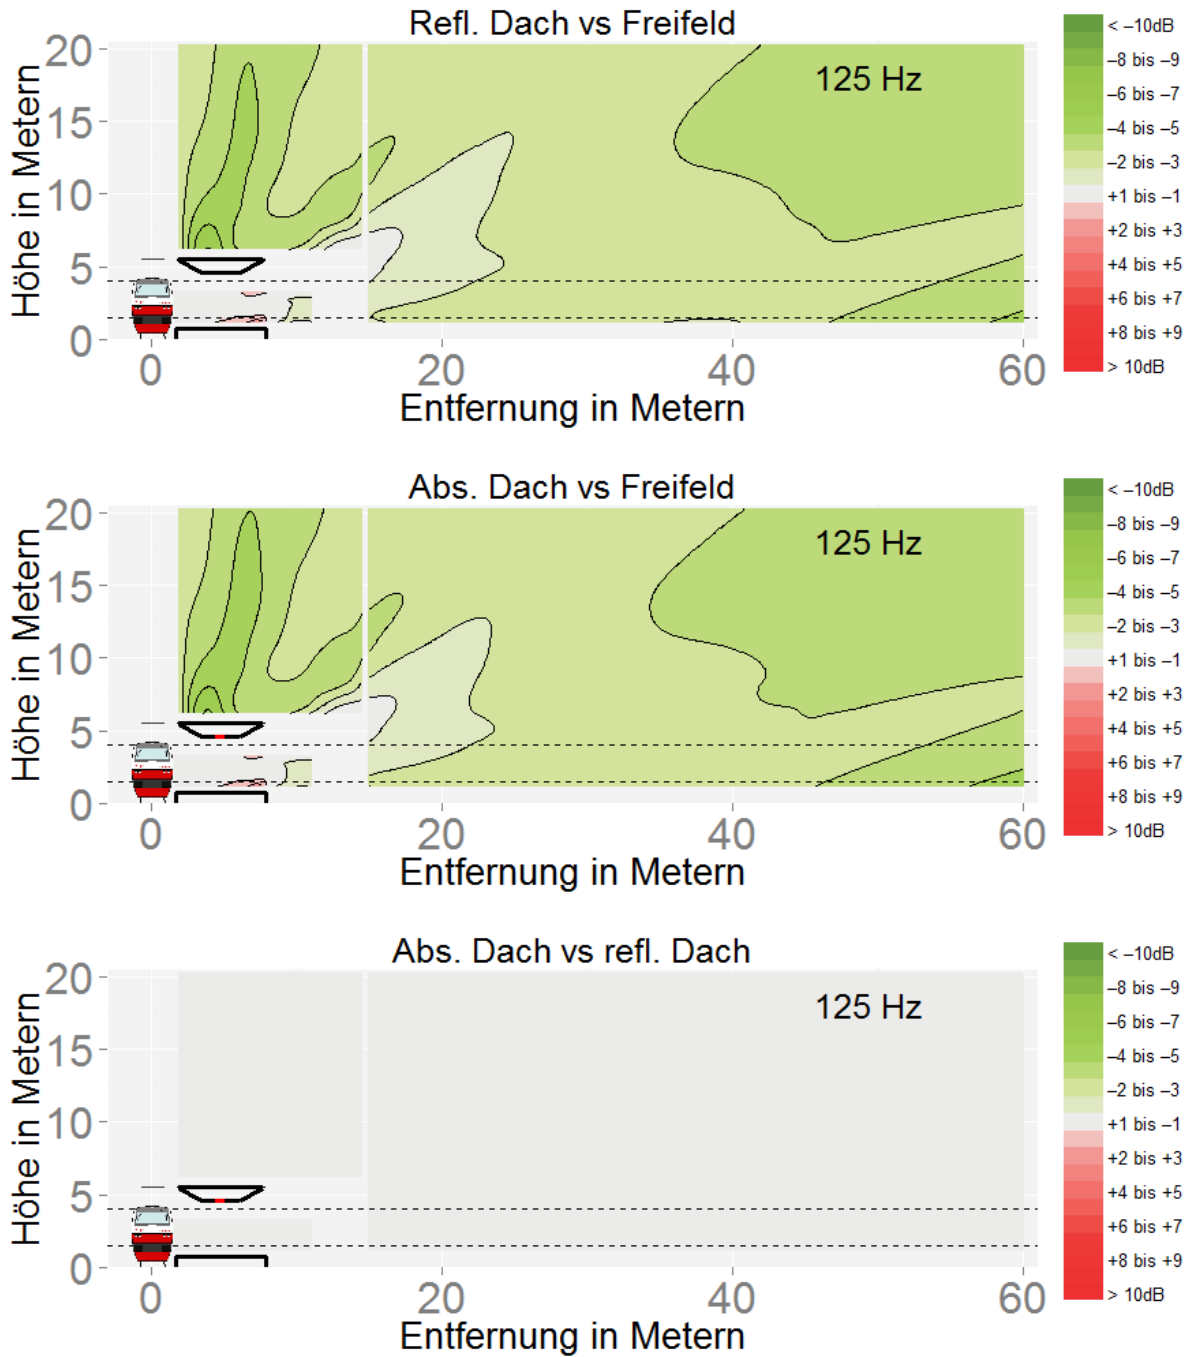 Refl. Dach vs Freifeld
125 Hz
Höhe in Metern
20
15
10
5
0
0 20 40 60
Entfernung in Metern
< –10dB
–8 bis –9
–6 bis –7
–4 bis –5
–2 bis –3
+1 bis –1
+2 bis +3
+4 bis +5
+6 bis +7
+8 bis +9
> 10dB
Abs. Dach vs Freifeld
125 Hz
Höhe in Metern
20
15
10
5
0
0 20 40 60
Entfernung in Metern
< –10dB
–8 bis –9
–6 bis –7
–4 bis –5
–2 bis –3
+1 bis –1
+2 bis +3
+4 bis +5
+6 bis +7
+8 bis +9
> 10dB
Abs. Dach vs refl. Dach
125 Hz
Höhe in Metern
20
15
10
5
0
0 20 40 60
Entfernung in Metern
< –10dB
–8 bis –9
–6 bis –7
–4 bis –5
–2 bis –3
+1 bis –1
+2 bis +3
+4 bis +5
+6 bis +7
+8 bis +9
> 10dB